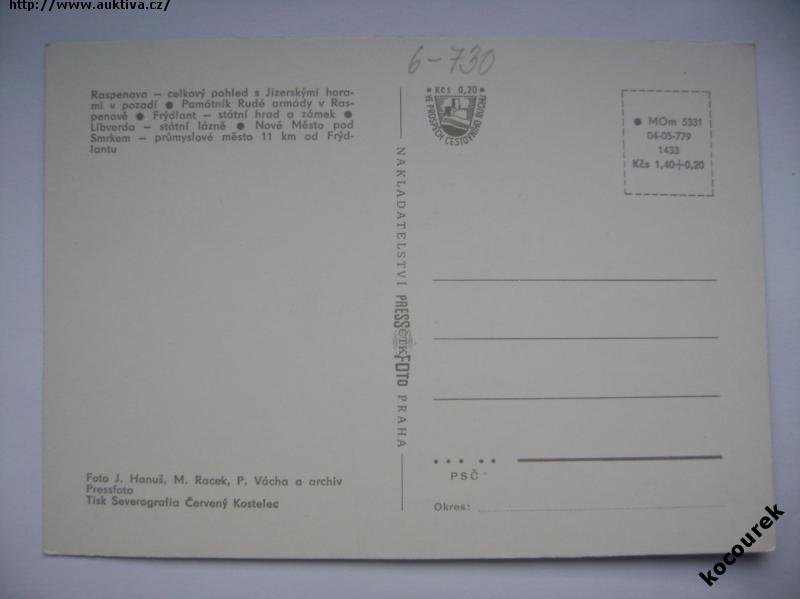 http://www.auktiva.cz/
6-730
Raspenava – celkový pohled s Jizerskými hora-
mi v pozadí ● Památník Rudé armády v Ras-
penavě ● Frýdlant – státní hrad a zámek ●
Libverda – státní lázně ● Nové Město pod
Smrkem – průmyslové město 11 km od Frýd-
lantu
• Kčs 0,20 •
VE PROSPĚCH CESTOVNÍHO RUCHU
● MOm 5331
04-05-779
1433
Kčs 1,40+0,20
NAKLADATELSTVÍ PRESSFOTO PRAHA
ČTK
PSČ
Okres:
Foto J. Hanuš, M. Racek, P. Vácha a archiv
Pressfota
Tisk Severografia Červený Kostelec
kocourek